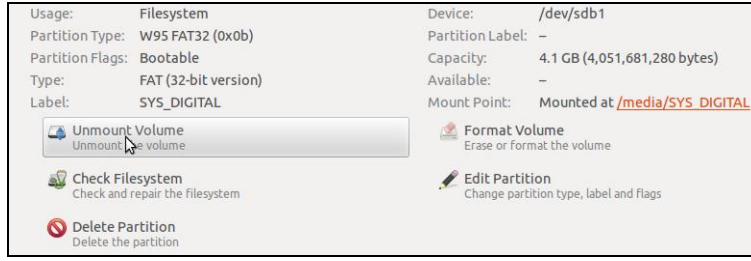 Usage: Filesystem Device: /dev/sdb1
Partition Type: W95 FAT32 (0x0b) Partition Label: –
Partition Flags: Bootable Capacity: 4.1 GB (4,051,681,280 bytes)
Type: FAT (32-bit version) Available: –
Label: SYS_DIGITAL Mount Point: Mounted at /media/SYS_DIGITAL
Unmount Volume Format Volume
Unmount the volume Erase or format the volume
Check Filesystem Edit Partition
Check and repair the filesystem Change partition type, label and flags
Delete Partition
Delete the partition